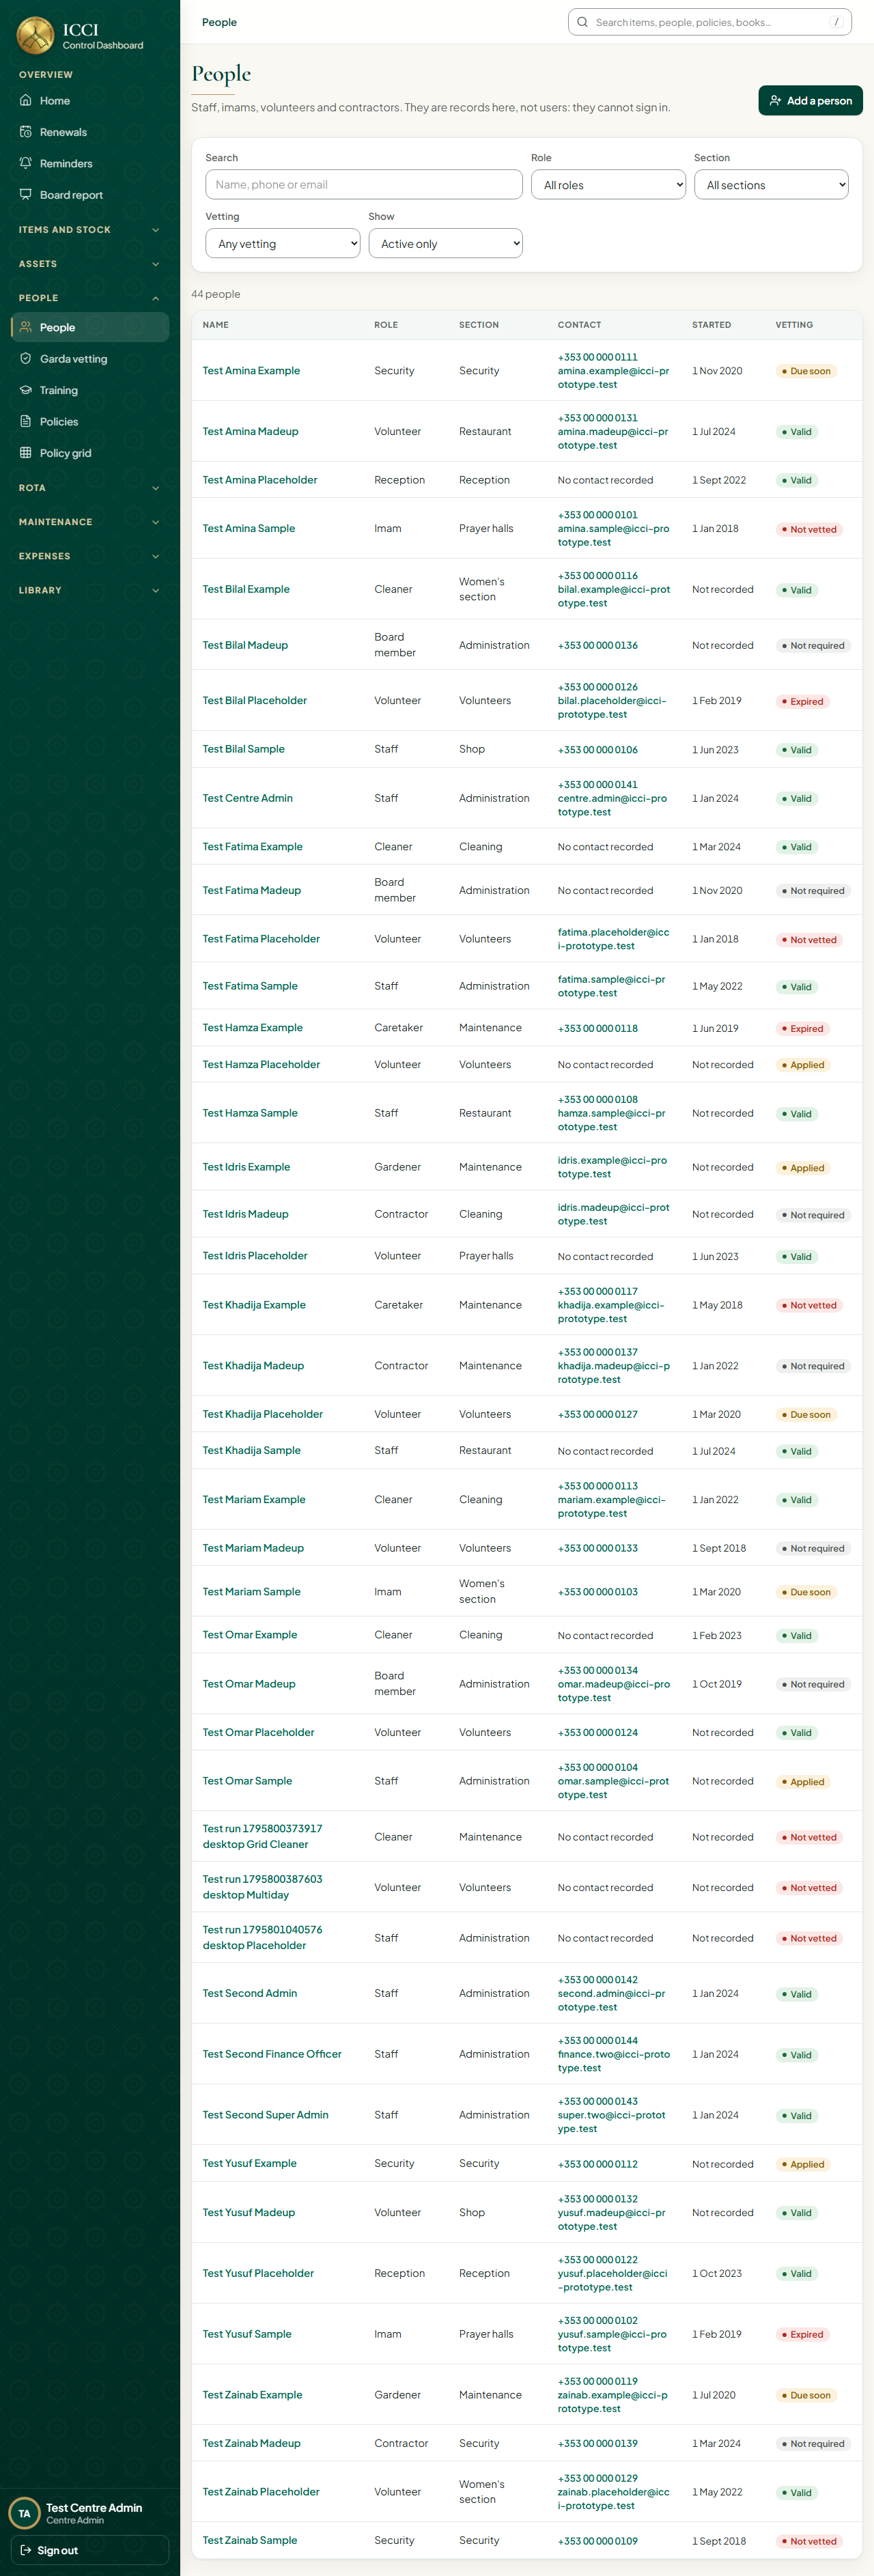 ICCI
Control Dashboard
OVERVIEW
Home
Renewals
Reminders
Board report
ITEMS AND STOCK
ASSETS
PEOPLE
People
Garda vetting
Training
Policies
Policy grid
ROTA
MAINTENANCE
EXPENSES
LIBRARY
TA
Test Centre Admin
Centre Admin
Sign out
People
Search items, people, policies, books...
/
People
Staff, imams, volunteers and contractors. They are records here, not users: they cannot sign in.
Add a person
Search
Role
Section
Name, phone or email
All roles
All sections
Vetting
Show
Any vetting
Active only
44 people
NAME ROLE SECTION CONTACT STARTED VETTING
Test Amina Example Security Security +353 00 000 0111 1 Nov 2020 Due soon
amina.example@icci-pr
ototype.test
Test Amina Madeup Volunteer Restaurant +353 00 000 0131 1 Jul 2024 Valid
amina.madeup@icci-pr
ototype.test
Test Amina Placeholder Reception Reception No contact recorded 1 Sept 2022 Valid
Test Amina Sample Imam Prayer halls +353 00 000 0101 1 Jan 2018 Not vetted
amina.sample@icci-pro
totype.test
Test Bilal Example Cleaner Women's section +353 00 000 0116 Not recorded Valid
bilal.example@icci-prot
otype.test
Test Bilal Madeup Board member Administration +353 00 000 0136 Not recorded Not required
Test Bilal Placeholder Volunteer Volunteers +353 00 000 0126 1 Feb 2019 Expired
bilal.placeholder@icci-
prototype.test
Test Bilal Sample Staff Shop +353 00 000 0106 1 Jun 2023 Valid
Test Centre Admin Staff Administration +353 00 000 0141 1 Jan 2024 Valid
centre.admin@icci-pro
totype.test
Test Fatima Example Cleaner Cleaning No contact recorded 1 Mar 2024 Valid
Test Fatima Madeup Board member Administration No contact recorded 1 Nov 2020 Not required
Test Fatima Placeholder Volunteer Volunteers fatima.placeholder@icc 1 Jan 2018 Not vetted
i-prototype.test
Test Fatima Sample Staff Administration fatima.sample@icci-pr 1 May 2022 Valid
ototype.test
Test Hamza Example Caretaker Maintenance +353 00 000 0118 1 Jun 2019 Expired
Test Hamza Placeholder Volunteer Volunteers No contact recorded Not recorded Applied
Test Hamza Sample Staff Restaurant +353 00 000 0108 Not recorded Valid
hamza.sample@icci-pr
ototype.test
Test Idris Example Gardener Maintenance idris.example@icci-pro Not recorded Applied
totype.test
Test Idris Madeup Contractor Cleaning idris.madeup@icci-prot Not recorded Not required
otype.test
Test Idris Placeholder Volunteer Prayer halls No contact recorded 1 Jun 2023 Valid
Test Khadija Example Caretaker Maintenance +353 00 000 0117 1 May 2018 Not vetted
khadija.example@icci-
prototype.test
Test Khadija Madeup Contractor Maintenance +353 00 000 0137 1 Jan 2022 Not required
khadija.madeup@icci-p
rototype.test
Test Khadija Placeholder Volunteer Volunteers +353 00 000 0127 1 Mar 2020 Due soon
Test Khadija Sample Staff Restaurant No contact recorded 1 Jul 2024 Valid
Test Mariam Example Cleaner Cleaning +353 00 000 0113 1 Jan 2022 Valid
mariam.example@icci-
prototype.test
Test Mariam Madeup Volunteer Volunteers +353 00 000 0133 1 Sept 2018 Not required
Test Mariam Sample Imam Women's section +353 00 000 0103 1 Mar 2020 Due soon
Test Omar Example Cleaner Cleaning No contact recorded 1 Feb 2023 Valid
Test Omar Madeup Board member Administration +353 00 000 0134 1 Oct 2019 Not required
omar.madeup@icci-pro
totype.test
Test Omar Placeholder Volunteer Volunteers +353 00 000 0124 Not recorded Valid
Test Omar Sample Staff Administration +353 00 000 0104 Not recorded Applied
omar.sample@icci-prot
otype.test
Test run 1795800373917 Cleaner Maintenance No contact recorded Not recorded Not vetted
desktop Grid Cleaner
Test run 1795800387603 Volunteer Volunteers No contact recorded Not recorded Not vetted
desktop Multiday
Test run 1795801040576 Staff Administration No contact recorded Not recorded Not vetted
desktop Placeholder
Test Second Admin Staff Administration +353 00 000 0142 1 Jan 2024 Valid
second.admin@icci-pr
ototype.test
Test Second Finance Officer Staff Administration +353 00 000 0144 1 Jan 2024 Valid
finance.two@icci-proto
type.test
Test Second Super Admin Staff Administration +353 00 000 0143 1 Jan 2024 Valid
super.two@icci-protot
ype.test
Test Yusuf Example Security Security +353 00 000 0112 Not recorded Applied
Test Yusuf Madeup Volunteer Shop +353 00 000 0132 Not recorded Valid
yusuf.madeup@icci-pr
ototype.test
Test Yusuf Placeholder Reception Reception +353 00 000 0122 1 Oct 2023 Valid
yusuf.placeholder@icci
-prototype.test
Test Yusuf Sample Imam Prayer halls +353 00 000 0102 1 Feb 2019 Expired
yusuf.sample@icci-pro
totype.test
Test Zainab Example Gardener Maintenance +353 00 000 0119 1 Jul 2020 Due soon
zainab.example@icci-p
rototype.test
Test Zainab Madeup Contractor Security +353 00 000 0139 1 Mar 2024 Not required
Test Zainab Placeholder Volunteer Women's section +353 00 000 0129 1 May 2022 Valid
zainab.placeholder@icc
i-prototype.test
Test Zainab Sample Security Security +353 00 000 0109 1 Sept 2018 Not vetted